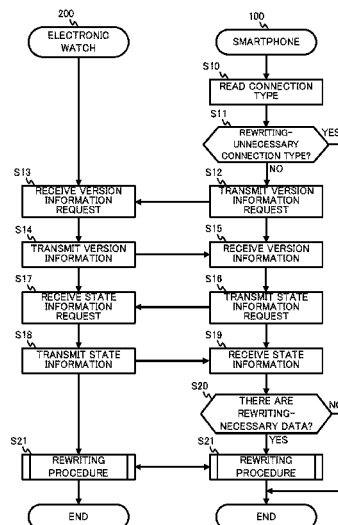 200
100
ELECTRONIC
WATCH
SMARTPHONE
S10
READ CONNECTION
TYPE
S11
REWRITING-
UNNECESSARY
CONNECTION TYPE?
YES
NO
S13
S12
RECEIVE VERSION
INFORMATION
REQUEST
TRANSMIT VERSION
INFORMATION
REQUEST
S14
S15
TRANSMIT VERSION
INFORMATION
RECEIVE VERSION
INFORMATION
S17
S16
RECEIVE STATE
INFORMATION
REQUEST
TRANSMIT STATE
INFORMATION
REQUEST
S18
S19
TRANSMIT STATE
INFORMATION
RECEIVE STATE
INFORMATION
S20
THERE ARE
REWRITING-
NECESSARY DATA?
NO
YES
S21
S21
REWRITING
PROCEDURE
REWRITING
PROCEDURE
END
END